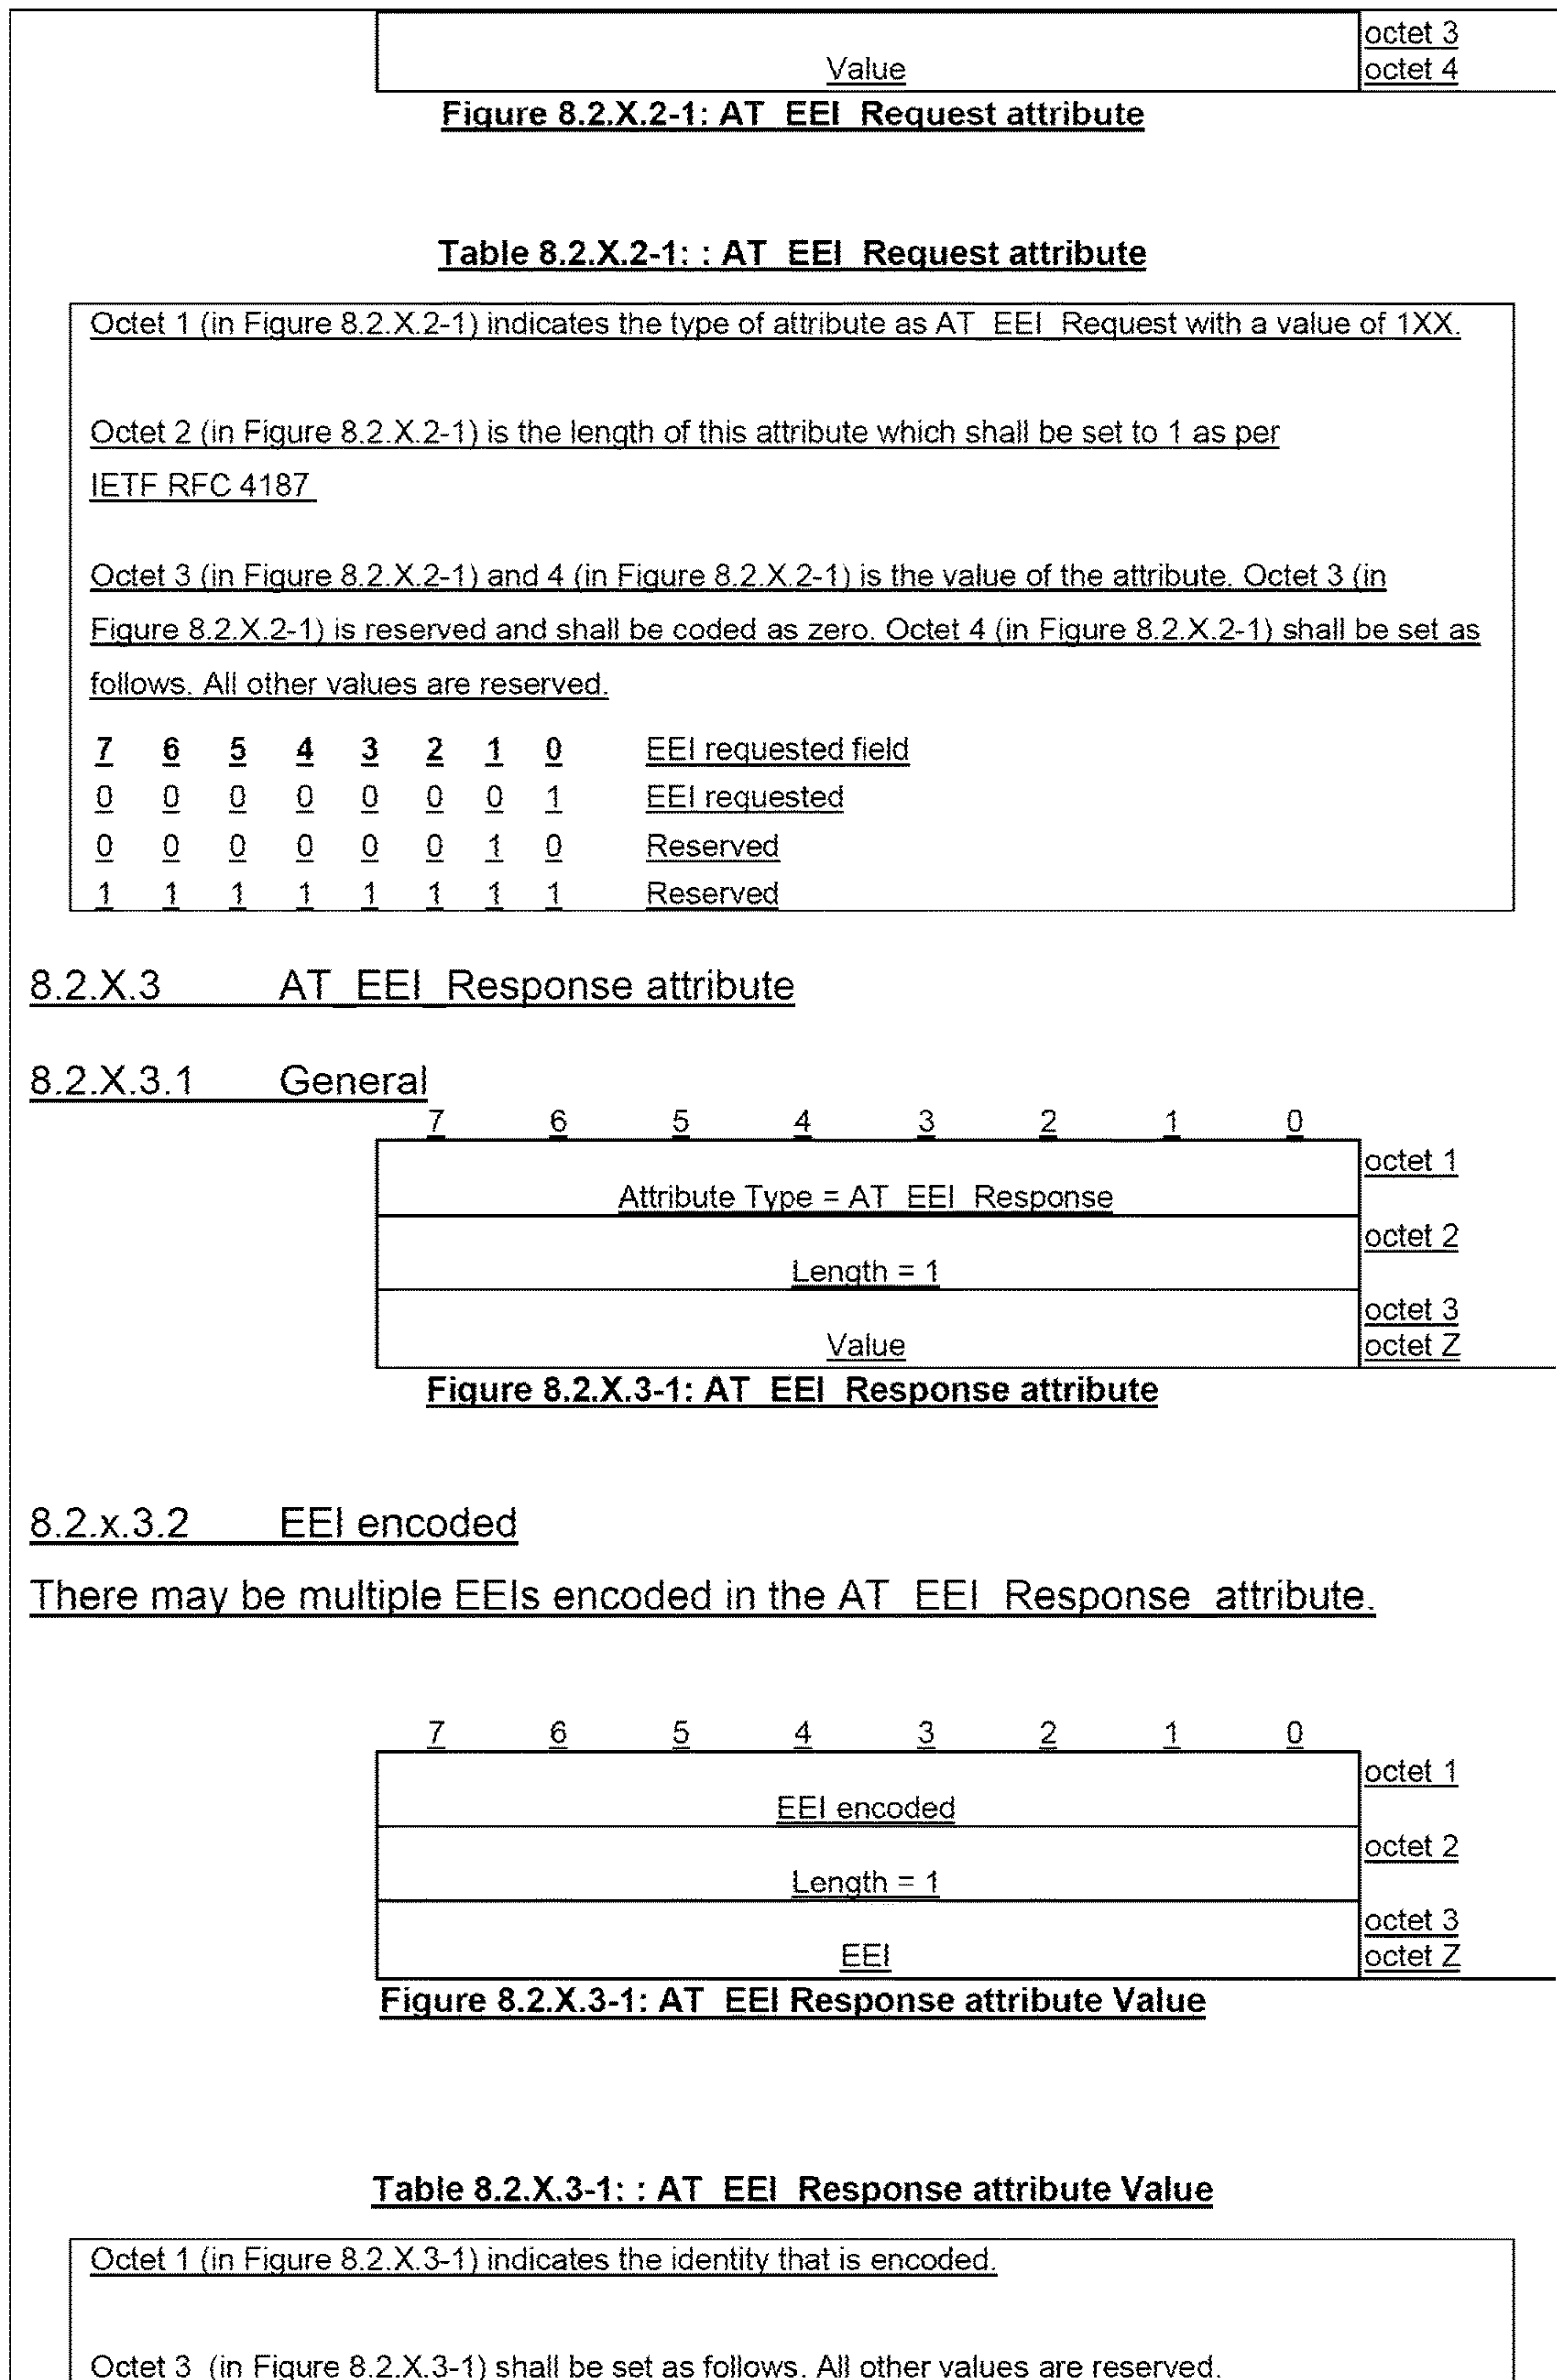 octet 3
Value octet 4
Figure 8.2.X.2-1: AT_EEI_Request attribute
Table 8.2.X.2-1: : AT_EEI_Request attribute
Octet 1 (in Figure 8.2.X.2-1) indicates the type of attribute as AT_EEI_Request with a value of 1XX.
Octet 2 (in Figure 8.2.X.2-1) is the length of this attribute which shall be set to 1 as per
IETF RFC 4187
Octet 3 (in Figure 8.2.X.2-1) and 4 (in Figure 8.2.X.2-1) is the value of the attribute. Octet 3 (in
Figure 8.2.X.2-1) is reserved and shall be coded as zero. Octet 4 (in Figure 8.2.X.2-1) shall be set as
follows. All other values are reserved.
7 6 5 4 3 2 1 0 EEI requested field
0 0 0 0 0 0 0 1 EEI requested
0 0 0 0 0 0 1 0 Reserved
1 1 1 1 1 1 1 1 Reserved
8.2.X.3 AT_EEI_Response attribute
8.2.X.3.1 General
7 6 5 4 3 2 1 0
octet 1
Attribute Type = AT_EEI_Response
octet 2
Length = 1
octet 3
Value octet Z
Figure 8.2.X.3-1: AT_EEI_Response attribute
8.2.x.3.2 EEI encoded
There may be multiple EEIs encoded in the AT_EEI_Response attribute.
7 6 5 4 3 2 1 0
octet 1
EEI encoded
octet 2
Length = 1
octet 3
EEI octet Z
Figure 8.2.X.3-1: AT_EEI Response attribute Value
Table 8.2.X.3-1: : AT_EEI_Response attribute Value
Octet 1 (in Figure 8.2.X.3-1) indicates the identity that is encoded.
Octet 3 (in Figure 8.2.X.3-1) shall be set as follows. All other values are reserved.